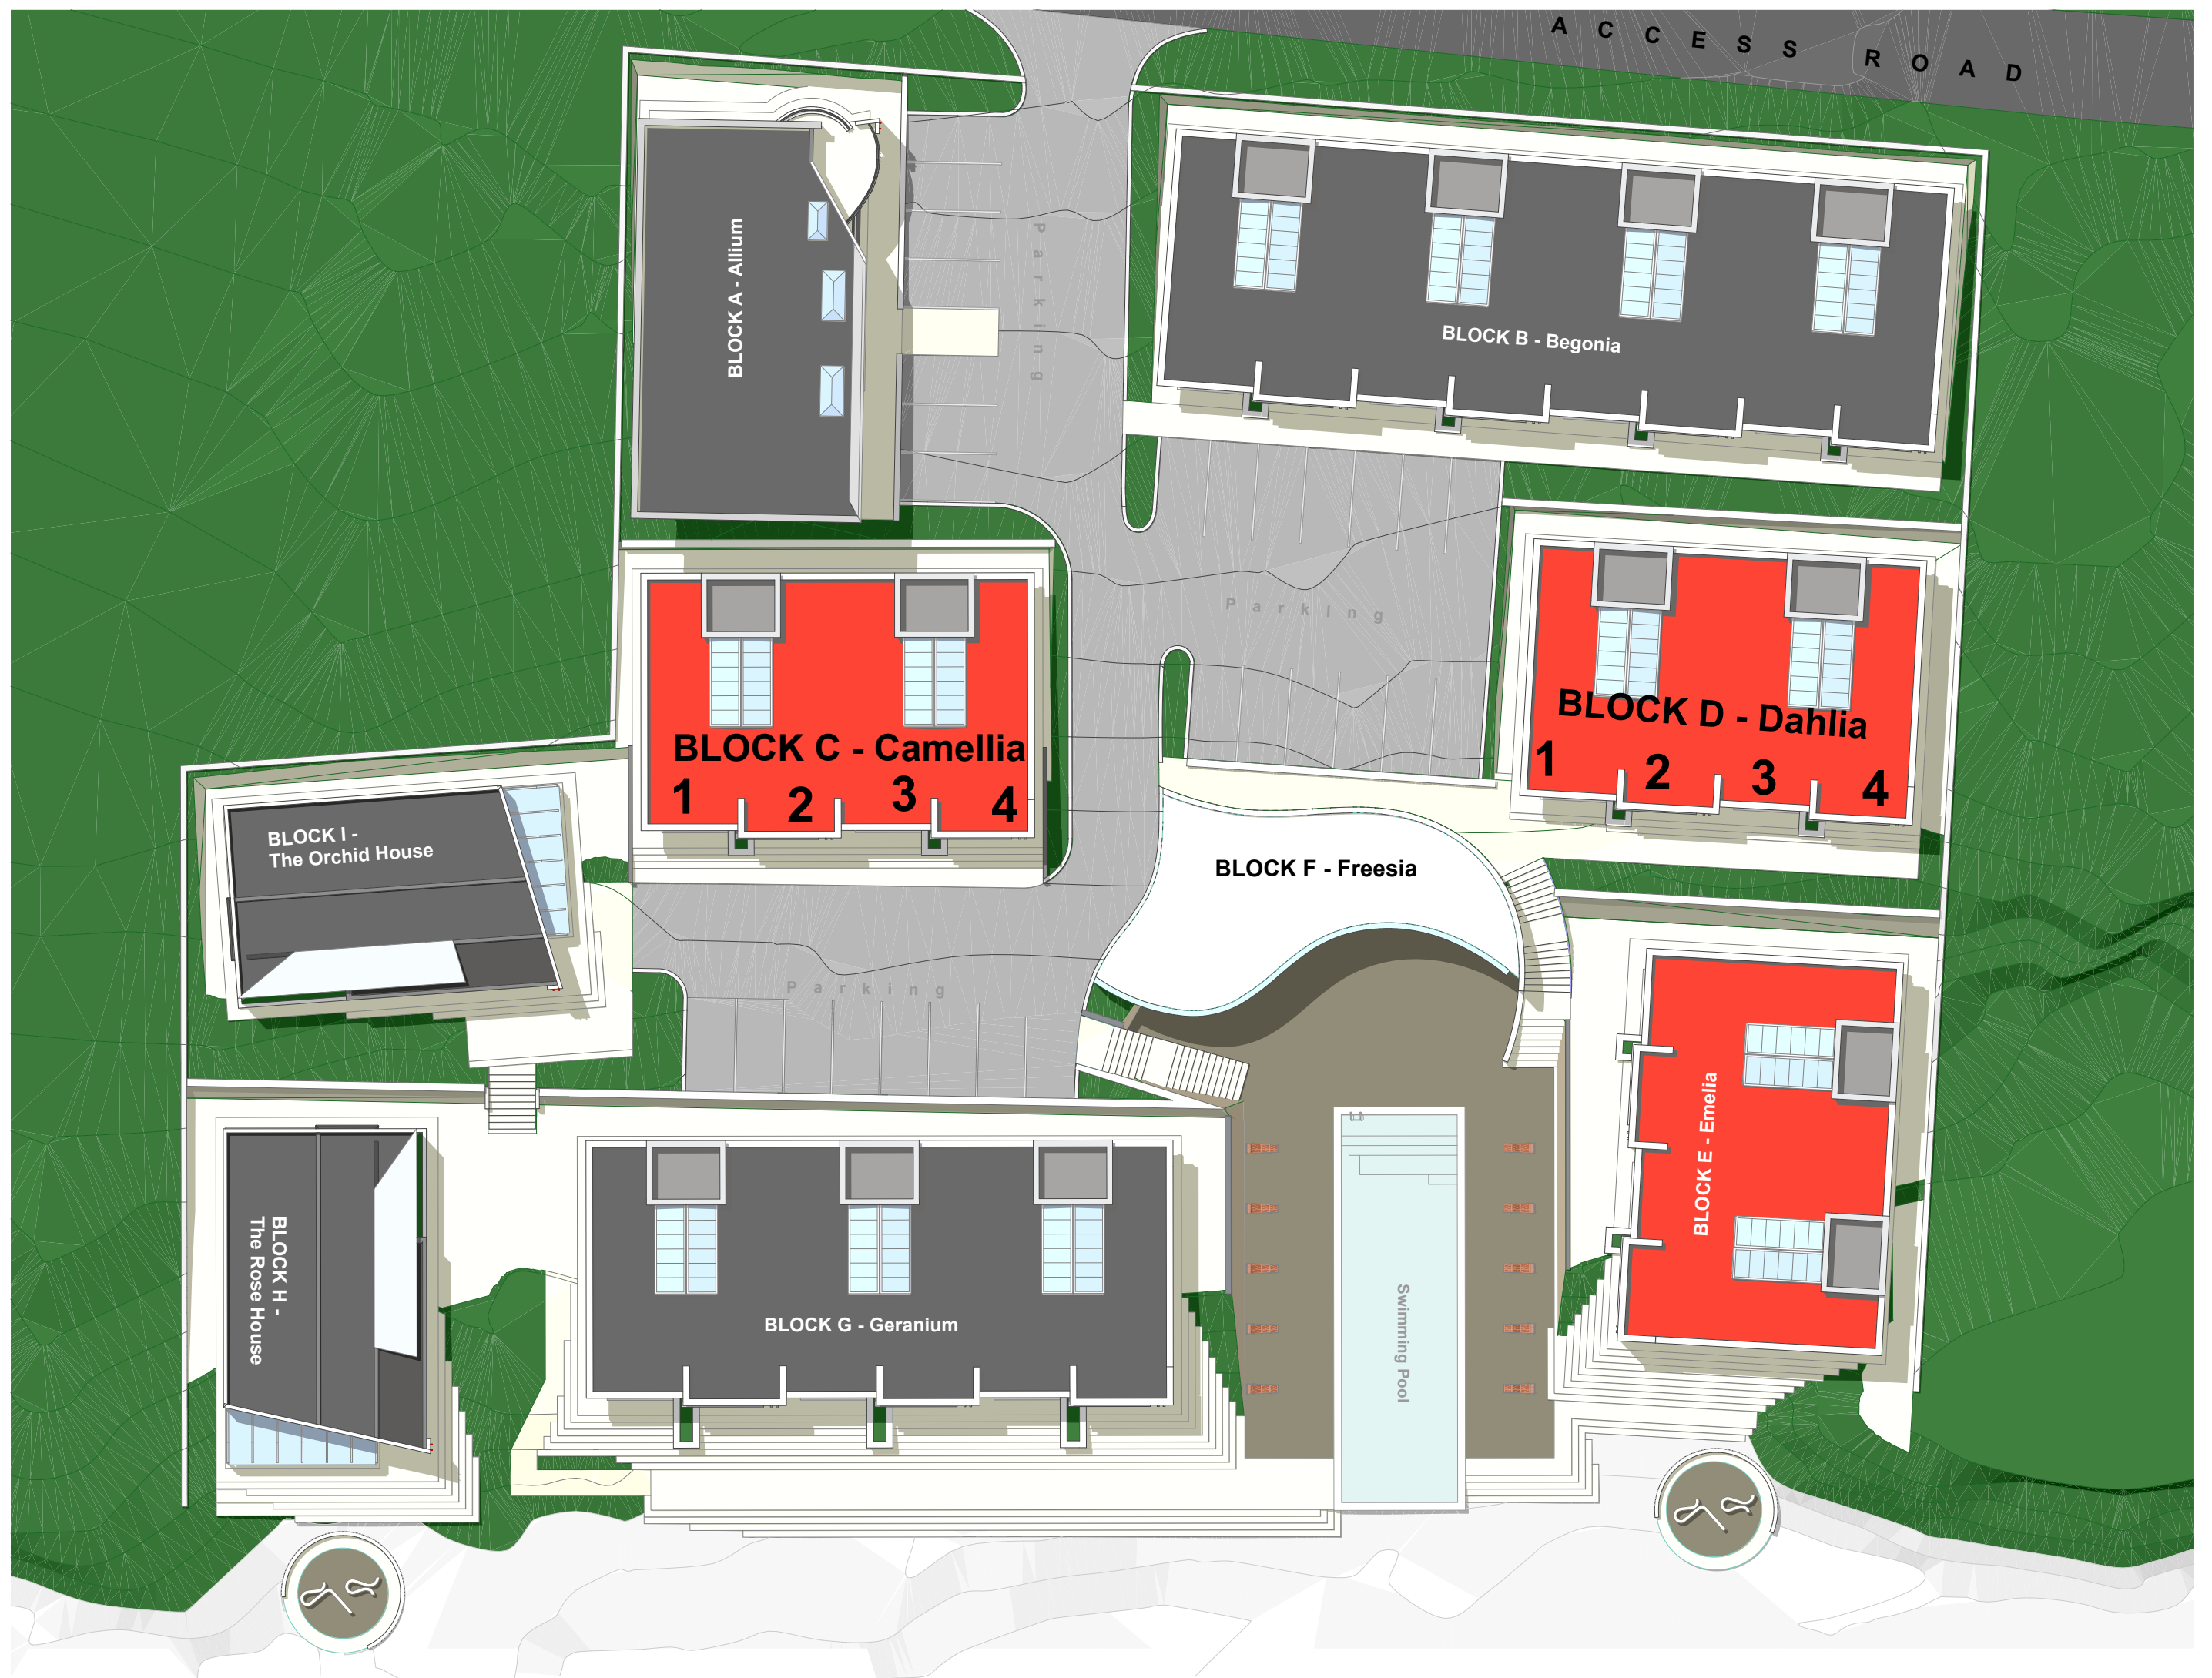 ACCESS ROAD
BLOCK A - Allium
Parking
BLOCK B - Begonia
Parking
BLOCK C - Camellia
1 2 3 4
BLOCK D - Dahlia
1 2 3 4
BLOCK I -
The Orchid House
BLOCK F - Freesia
Parking
BLOCK E - Emelia
BLOCK H -
The Rose House
BLOCK G - Geranium
Swimming Pool